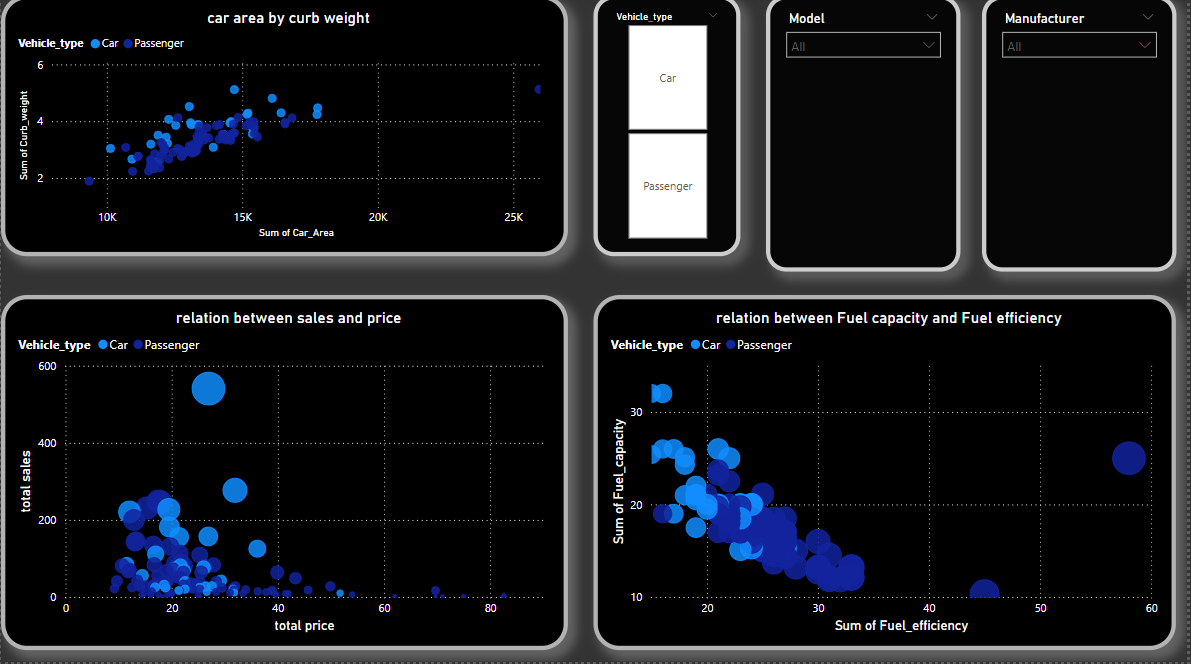 car area by curb weight
Vehicle_type Car Passenger
6
4
2
Sum of Curb_weight
10K 15K 20K 25K
Sum of Car_Area
Vehicle_type
Car
Passenger
Model
All
Manufacturer
All
relation between sales and price
Vehicle_type Car Passenger
600
400
200
0
total sales
0 20 40 60 80
total price
relation between Fuel capacity and Fuel efficiency
Vehicle_type Car Passenger
30
20
10
Sum of Fuel_capacity
20 30 40 50 60
Sum of Fuel_efficiency